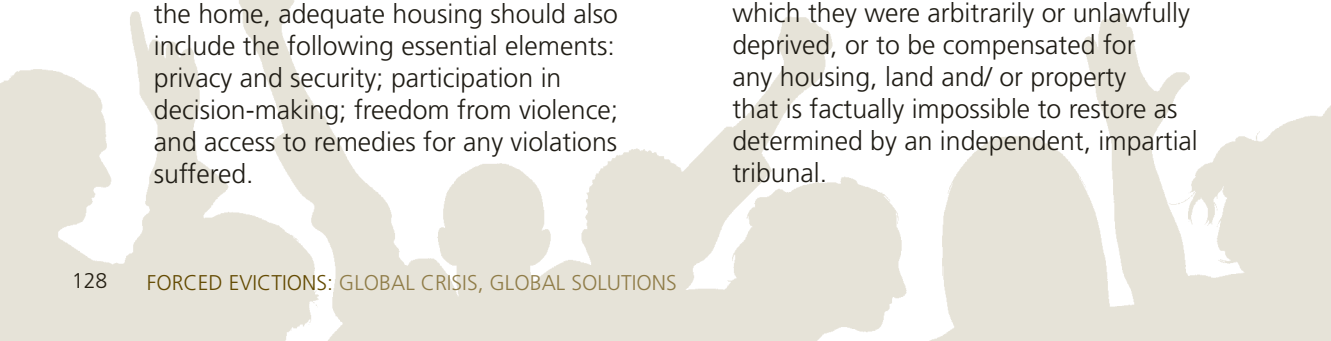 the home, adequate housing should also
include the following essential elements:
privacy and security; participation in
decision-making; freedom from violence;
and access to remedies for any violations
suffered.
which they were arbitrarily or unlawfully
deprived, or to be compensated for
any housing, land and/ or property
that is factually impossible to restore as
determined by an independent, impartial
tribunal.
128 FORCED EVICTIONS: GLOBAL CRISIS, GLOBAL SOLUTIONS